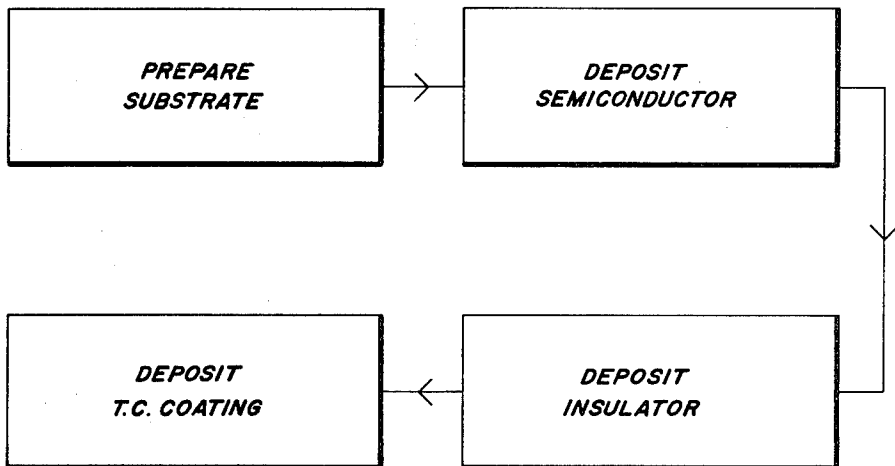 PREPARE
SUBSTRATE
DEPOSIT
SEMICONDUCTOR
DEPOSIT
INSULATOR
DEPOSIT
T.C. COATING